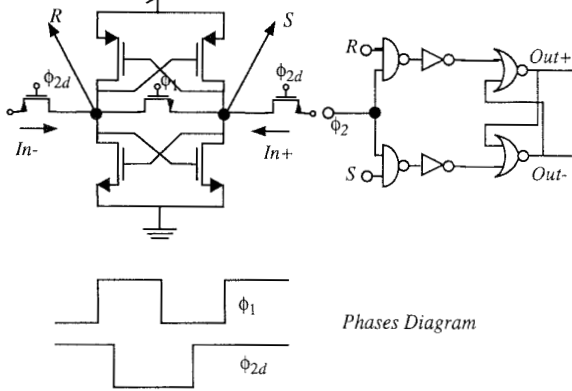 R
S
R
Out+
ϕ2d
ϕ1
ϕ2d
ϕ2
In-
In+
S
Out-
ϕ1
Phases Diagram
ϕ2d